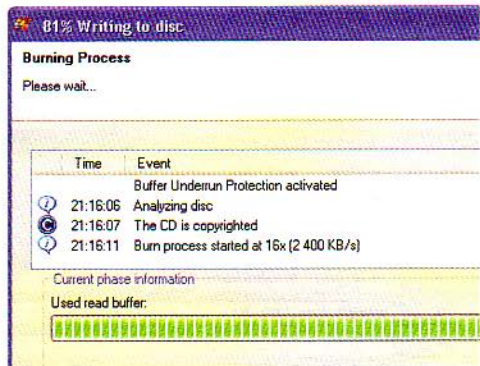 81% Writing to disc
Burning Process
Please wait...
Time Event
Buffer Underrun Protection activated
21:16:06 Analyzing disc
21:16:07 The CD is copyrighted
21:16:11 Burn process started at 16x (2 400 KB/s)
Current phase information
Used read buffer: